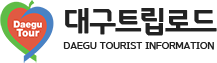 Daegu
Tour
대구트립로드
DAEGU TOURIST INFORMATION